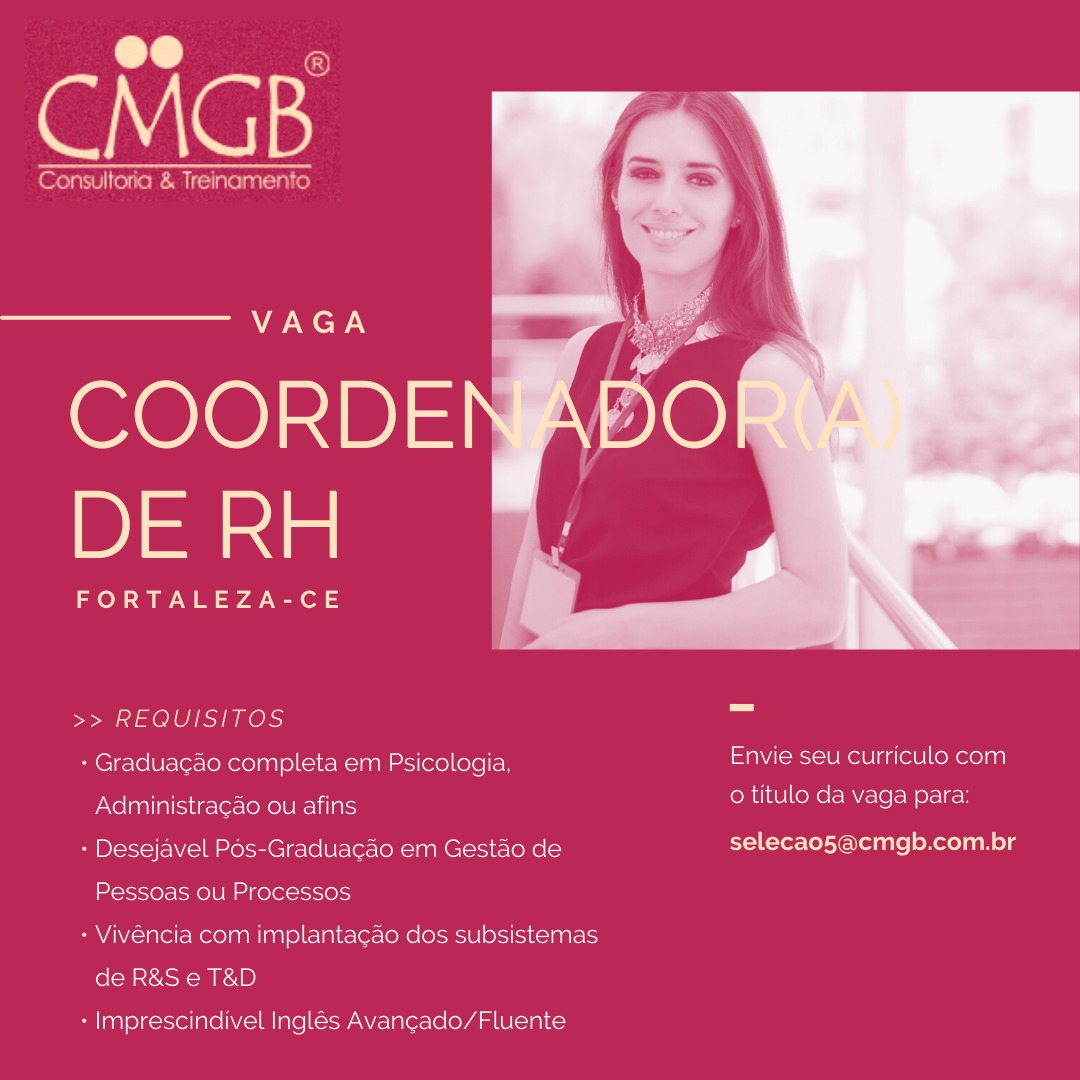 CMGB®
Consultoria & Treinamento
VAGA
COORDENADOR(A)
DE RH
FORTALEZA-CE
>> REQUISITOS
• Graduação completa em Psicologia,
Administração ou afins
• Desejável Pós-Graduação em Gestão de
Pessoas ou Processos
• Vivência com implantação dos subsistemas
de R&S e T&D
• Imprescindível Inglês Avançado/Fluente
Envie seu currículo com
o título da vaga para:
selecao5@cmgb.com.br